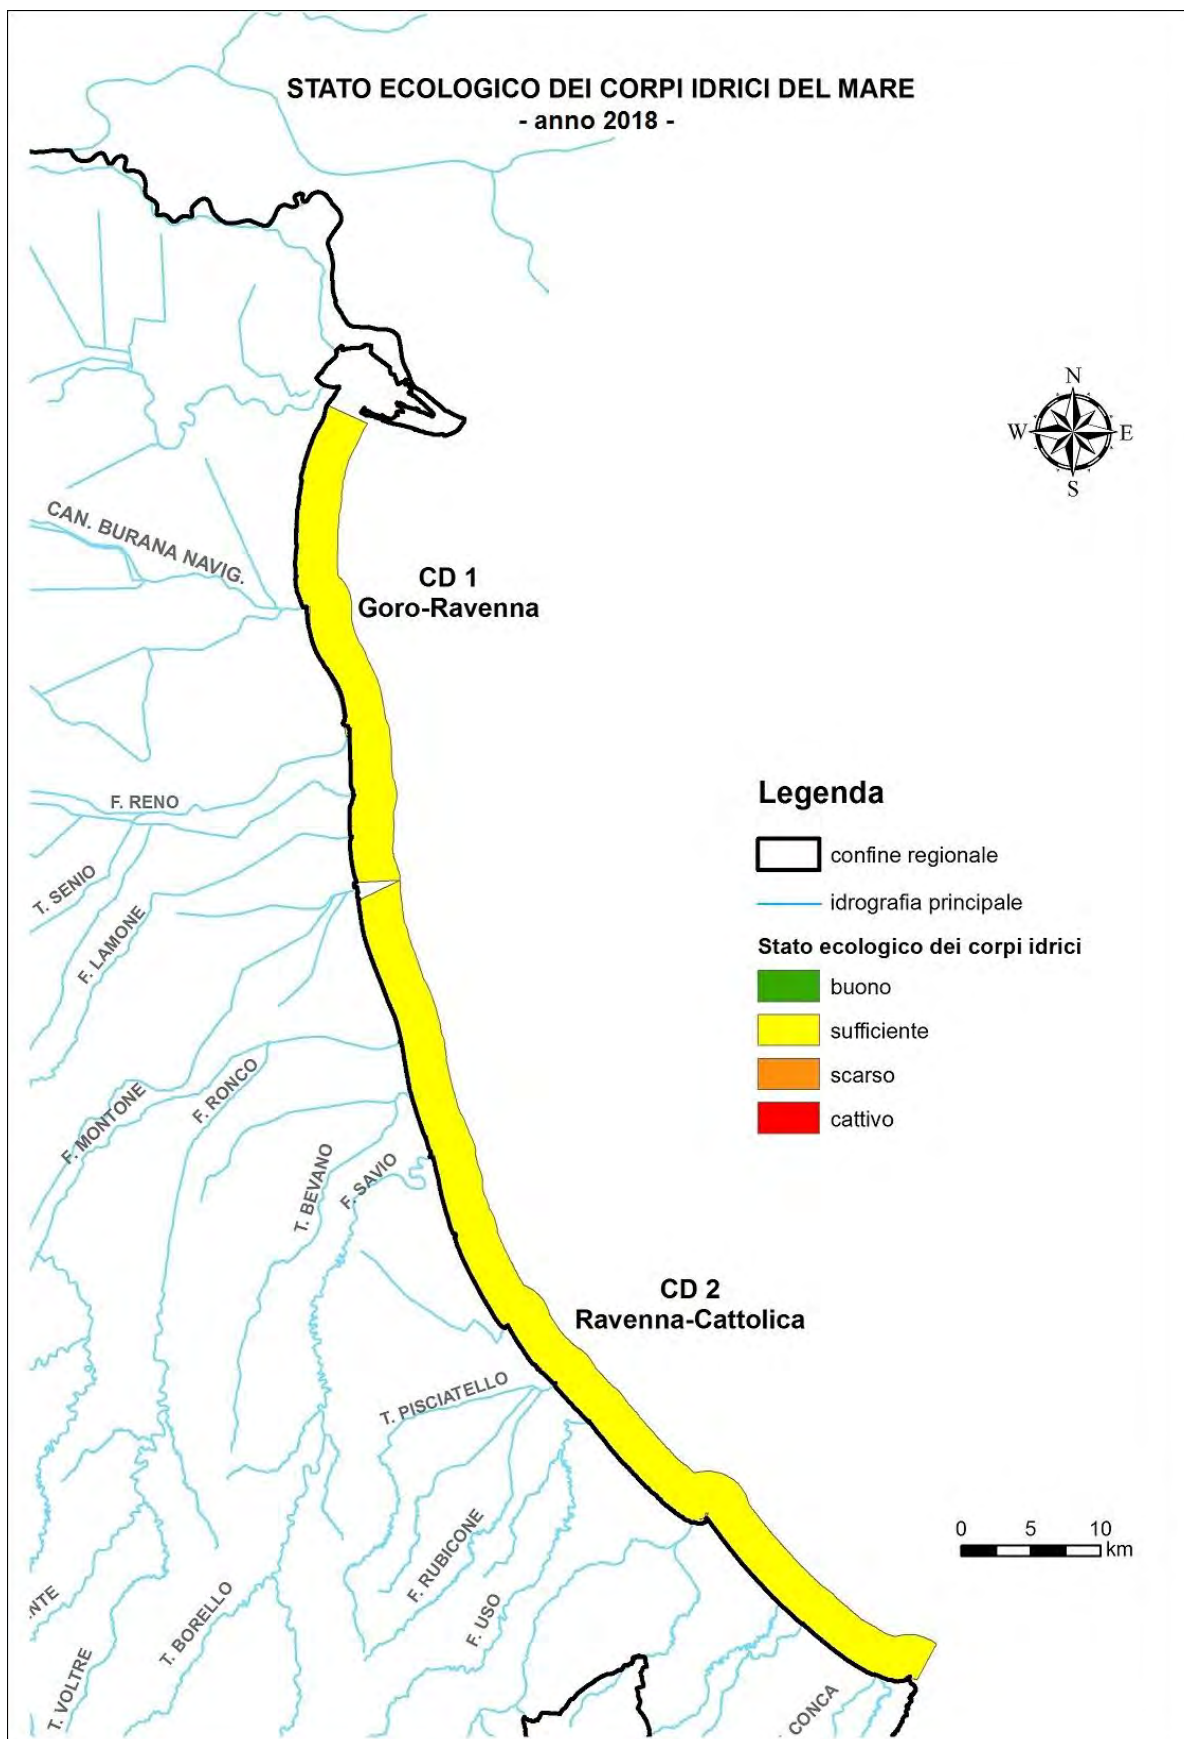 STATO ECOLOGICO DEI CORPI IDRICI DEL MARE
- anno 2018 -
N
W
E
S
CAN. BURANA NAVIG.
CD 1
Goro-Ravenna
Legenda
F. RENO
confine regionale
T. SENIO
idrografia principale
F. LAMONE
Stato ecologico dei corpi idrici
buono
sufficiente
scarso
cattivo
F. MONTONE
F. RONCO
T. BEVANO
F. SAVIO
CD 2
Ravenna-Cattolica
T. PISCIATELLO
0 5 10
km
F. RUBICONE
F. USO
NTE
T. BORELLO
T. VOLTRE
CONCA